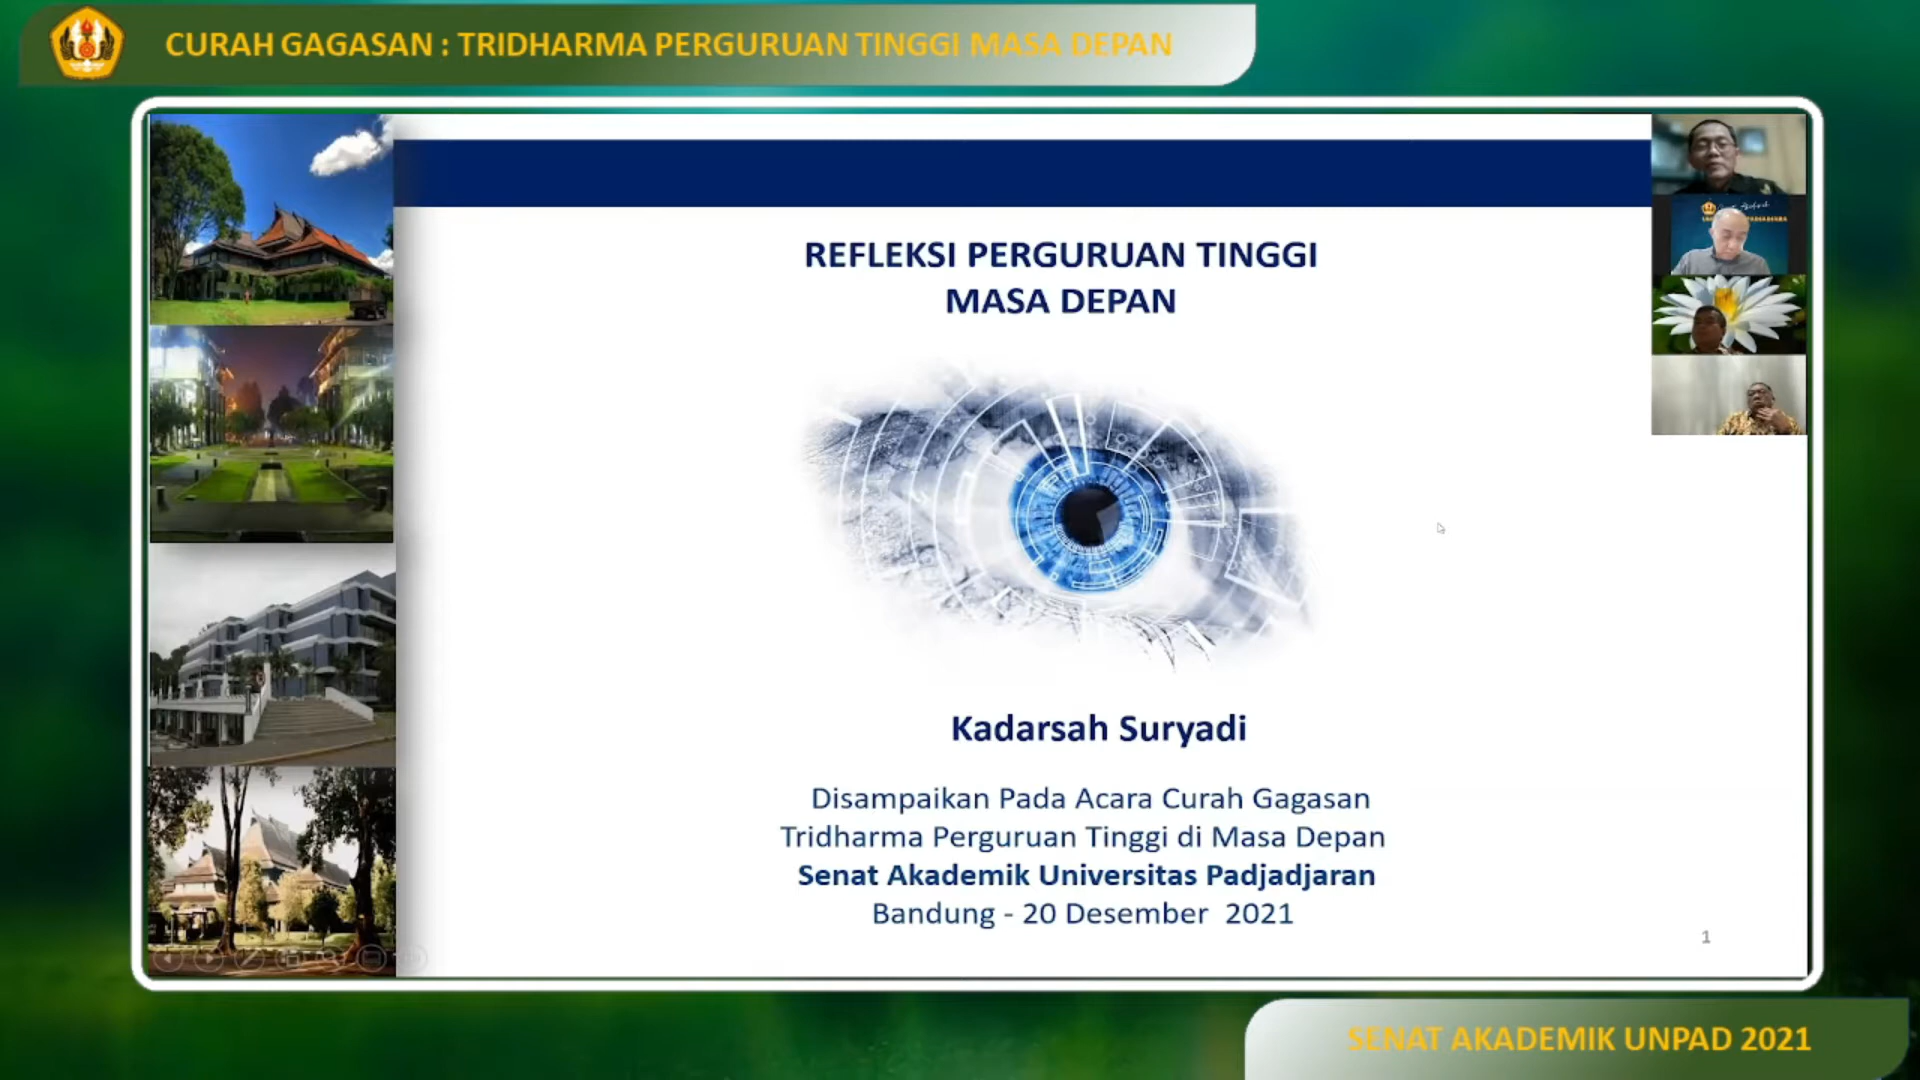 CURAH GAGASAN : TRIDHARMA PERGURUAN TINGGI MASA DEPAN
REFLEKSI PERGURUAN TINGGI
MASA DEPAN
Kadarsah Suryadi
Disampaikan Pada Acara Curah Gagasan
Tridharma Perguruan Tinggi di Masa Depan
Senat Akademik Universitas Padjadjaran
Bandung - 20 Desember 2021
1
SENAT AKADEMIK UNPAD 2021